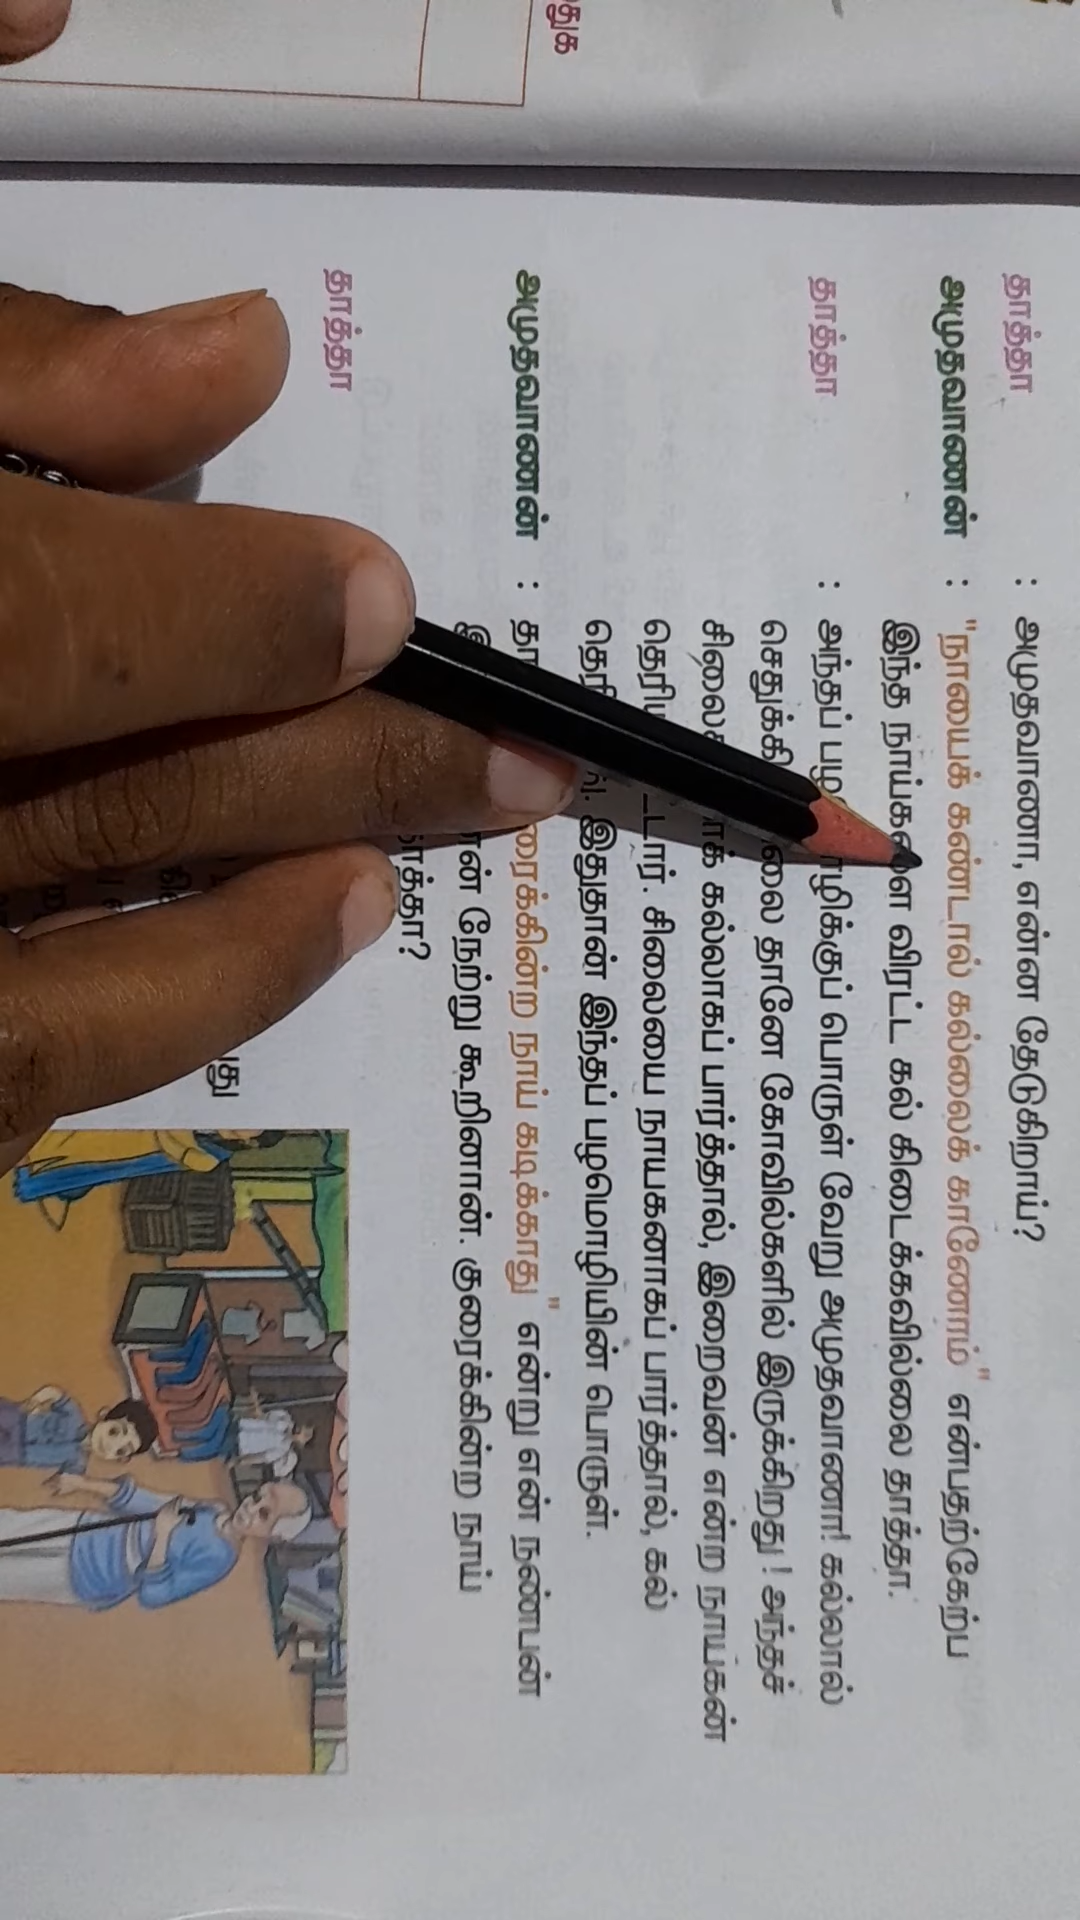 துக
தாத்தா : அமுதவாணா, என்ன தேடுகிறாய்?
அமுதவாணன் : "நாயைக் கண்டால் கல்லைக் காணோம்" என்பதற்கேற்ப
இந்த நாய்களை விரட்ட கல் கிடைக்கவில்லை தாத்தா.
தாத்தா : அந்தப் பொருள் வேறு அமுதவாணா! கல்லால்
தானே கோவில்களில் இருக்கிறது! அந்தச்
கல்லாகப் பார்த்தால், இறைவன் என்ற நாயகன்
சிலையை நாயகனாகப் பார்த்தால், கல்
இதுதான் இந்தப் பழமொழியின் பொருள்.
அமுதவாணன் : நாய் கடிக்காது" என்று என் நண்பன்
நேற்று கூறினான். குரைக்கின்ற நாய்
தாத்தா